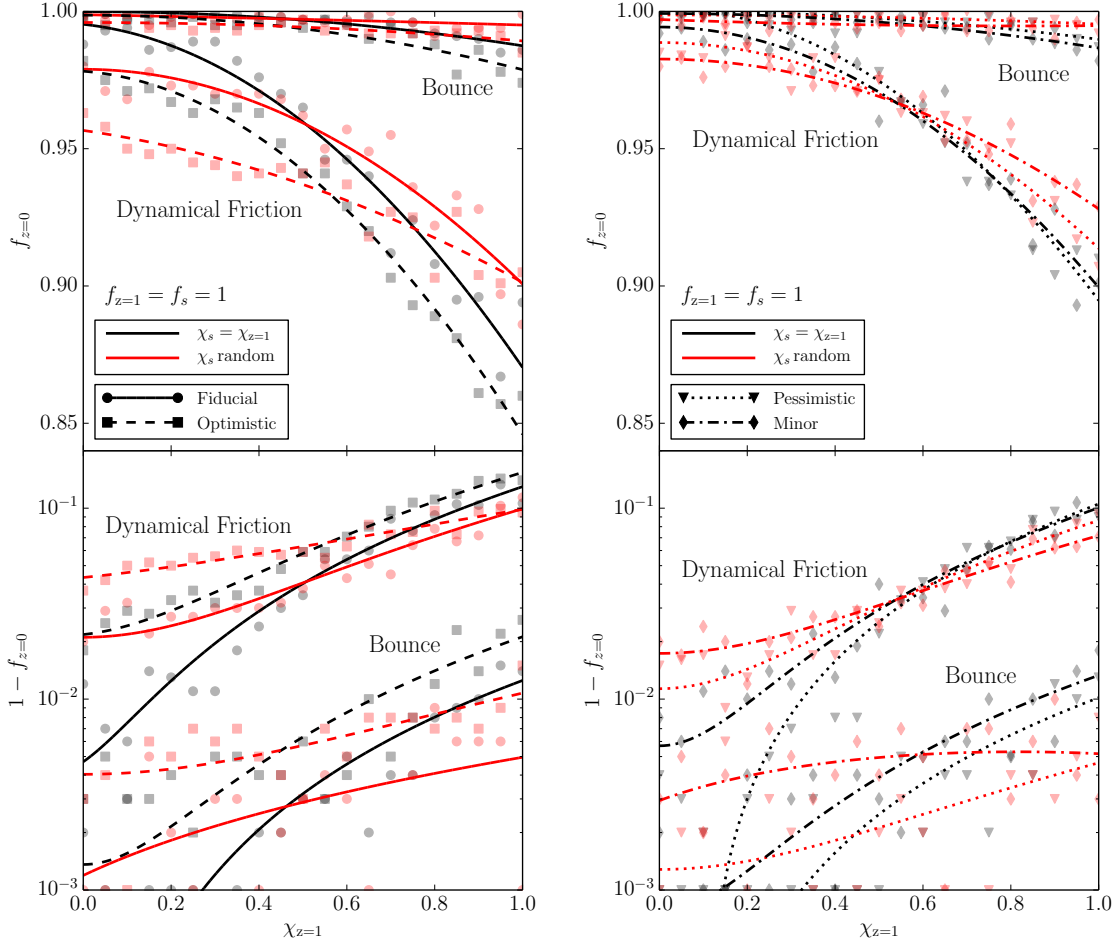 1.00
0.95
0.90
0.85
f_{z=0}
Bounce
Dynamical Friction
f_{z=1} = f_s = 1
χ_s = χ_{z=1}
χ_s random
Fiducial
Optimistic
10^{-1}
10^{-2}
10^{-3}
1 − f_{z=0}
Dynamical Friction
Bounce
0.0 0.2 0.4 0.6 0.8 1.0
χ_{z=1}
1.00
0.95
0.90
0.85
f_{z=0}
Bounce
Dynamical Friction
f_{z=1} = f_s = 1
χ_s = χ_{z=1}
χ_s random
Pessimistic
Minor
10^{-1}
10^{-2}
10^{-3}
1 − f_{z=0}
Dynamical Friction
Bounce
0.0 0.2 0.4 0.6 0.8 1.0
χ_{z=1}